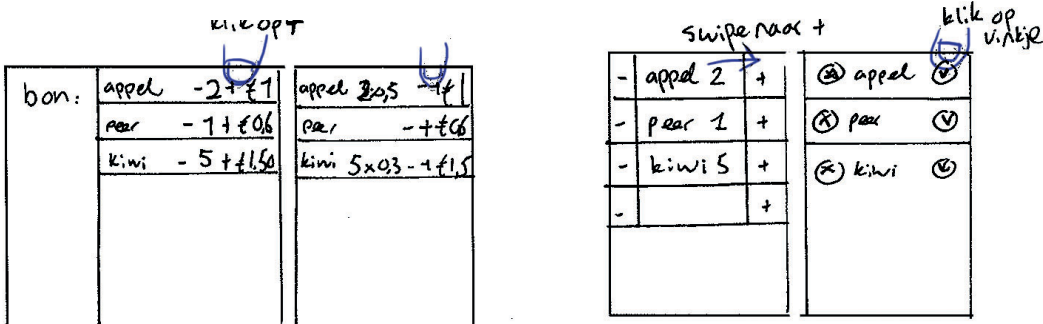 klik op +
bon:
appel - 2 + €1
peer - 1 + €0,6
kiwi - 5 + €1,50
appel 0,5 - + €1
peer - + €0,6
kiwi 5x0,3 - + €1,5
swipe naar +
- appel 2 +
- peer 1 +
- kiwi 5 +
- +
klik op
vinkje
x appel v
x peer v
x kiwi v